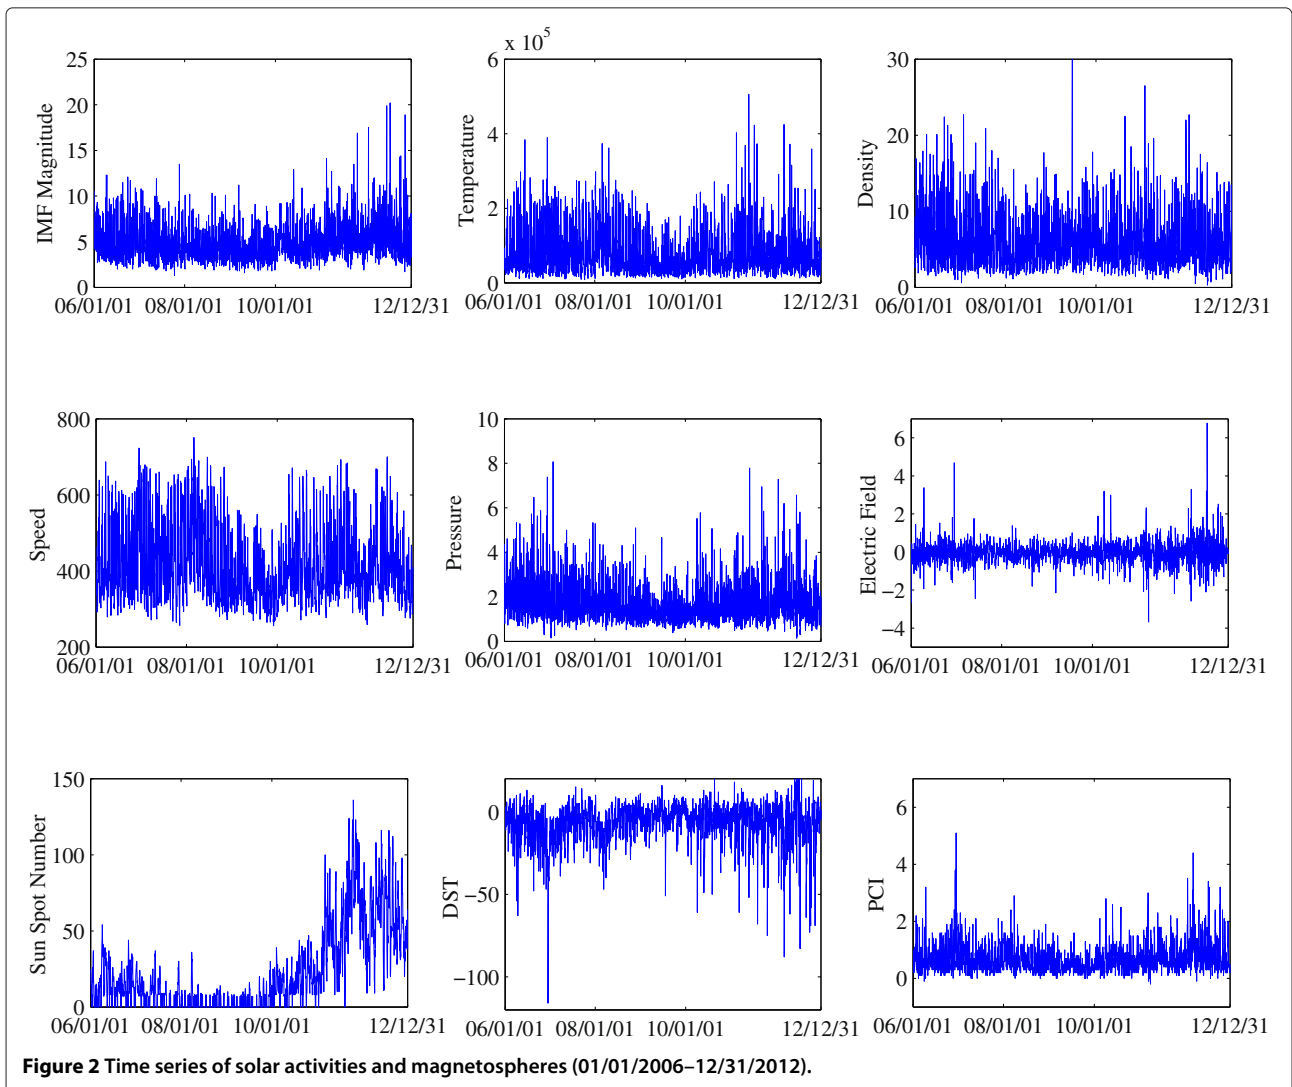 25
20
15
10
5
0
IMF Magnitude
06/01/01 08/01/01 10/01/01 12/12/31
x 10^5
6
4
2
0
Temperature
06/01/01 08/01/01 10/01/01 12/12/31
30
20
10
0
Density
06/01/01 08/01/01 10/01/01 12/12/31
800
600
400
200
Speed
06/01/01 08/01/01 10/01/01 12/12/31
10
8
6
4
2
0
Pressure
06/01/01 08/01/01 10/01/01 12/12/31
6
4
2
0
−2
−4
Electric Field
06/01/01 08/01/01 10/01/01 12/12/31
150
100
50
0
Sun Spot Number
06/01/01 08/01/01 10/01/01 12/12/31
0
−50
−100
DST
06/01/01 08/01/01 10/01/01 12/12/31
6
4
2
0
PCI
06/01/01 08/01/01 10/01/01 12/12/31
Figure 2 Time series of solar activities and magnetospheres (01/01/2006–12/31/2012).